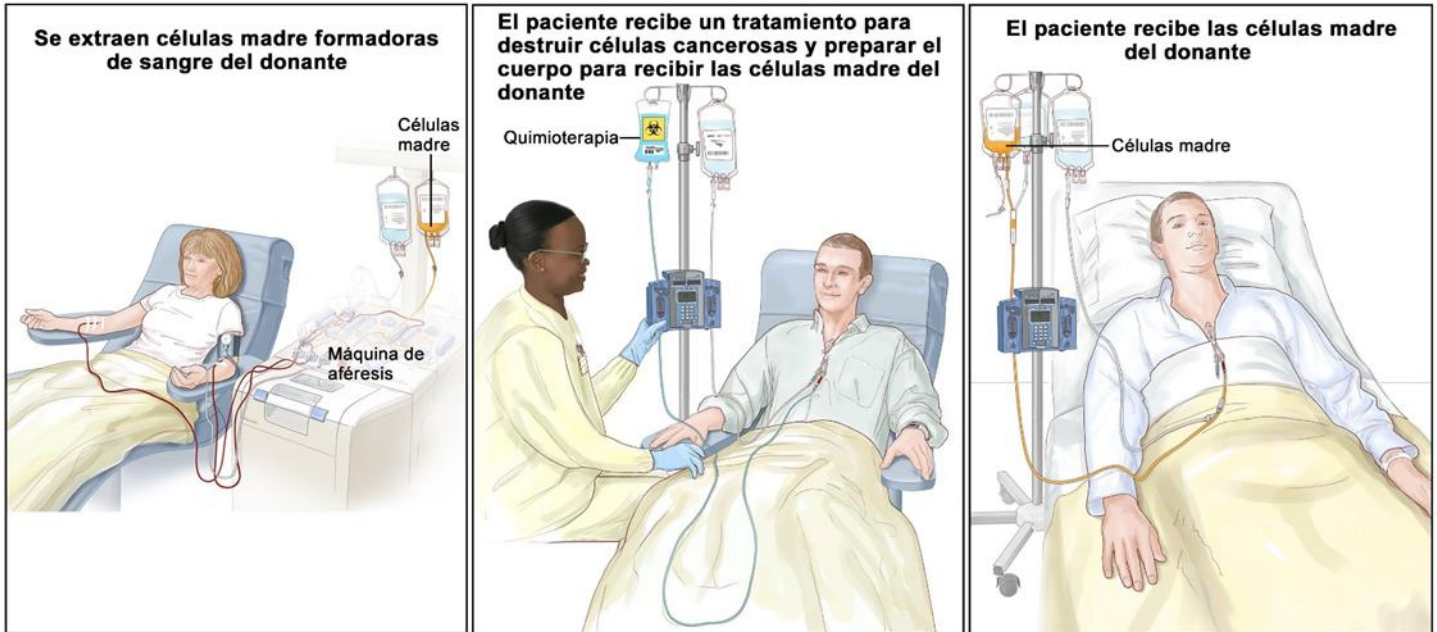 Se extraen células madre formadoras
de sangre del donante
Células
madre
Máquina de
aféresis
El paciente recibe un tratamiento para
destruir células cancerosas y preparar el
cuerpo para recibir las células madre del
donante
Quimioterapia
El paciente recibe las células madre
del donante
Células madre